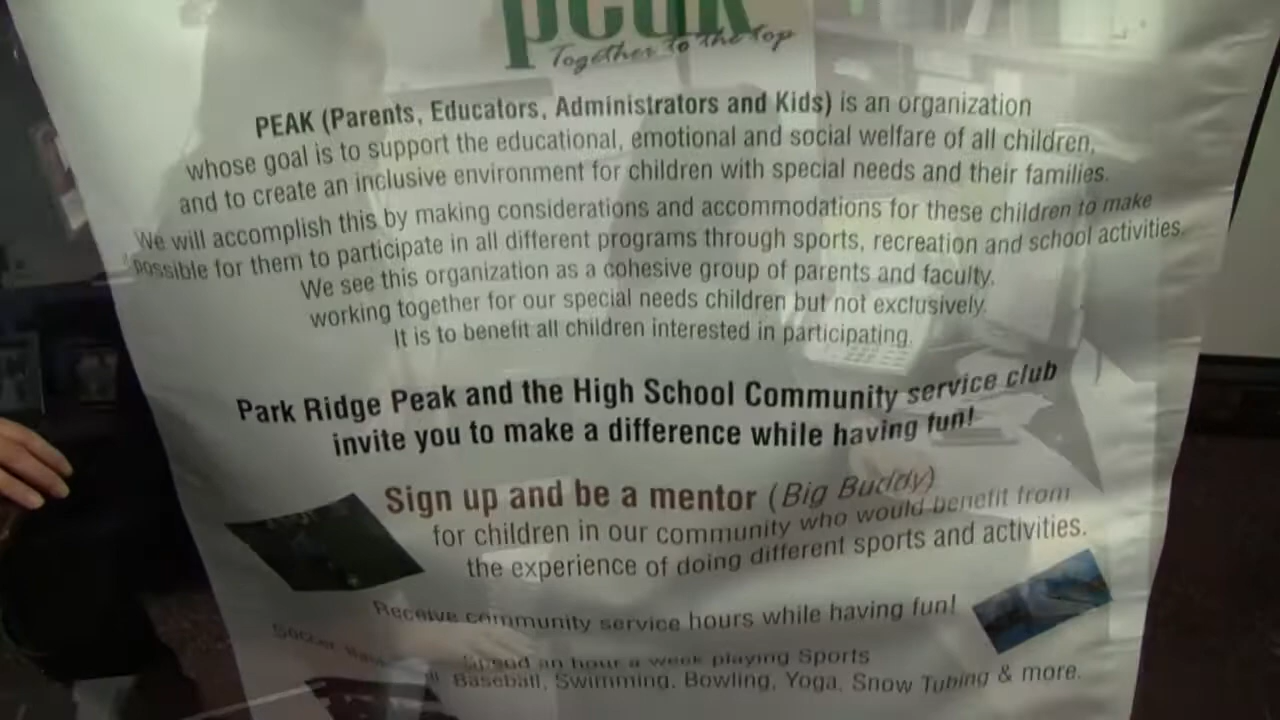 peak
Together to the Top
PEAK (Parents, Educators, Administrators and Kids) is an organization
whose goal is to support the educational, emotional and social welfare of all children,
and to create an inclusive environment for children with special needs and their families.
We will accomplish this by making considerations and accommodations for these children to make
possible for them to participate in all different programs through sports, recreation and school activities.
We see this organization as a cohesive group of parents and faculty,
working together for our special needs children but not exclusively.
It is to benefit all children interested in participating.
Park Ridge Peak and the High School Community service club
invite you to make a difference while having fun!
Sign up and be a mentor (Big Buddy)
for children in our community who would benefit from
the experience of doing different sports and activities.
Receive community service hours while having fun!
Spend an hour a week playing Sports
Soccer, Baseball, Swimming, Bowling, Yoga, Snow Tubing & more.